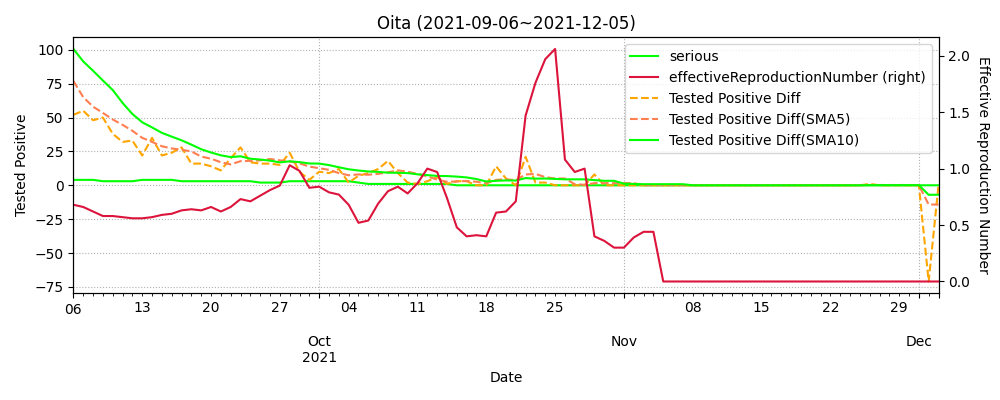 Oita (2021-09-06~2021-12-05)
100
75
50
25
0
−25
−50
−75
Tested Positive
2.0
1.5
1.0
0.5
0.0
Effective Reproduction Number
serious
effectiveReproductionNumber (right)
Tested Positive Diff
Tested Positive Diff(SMA5)
Tested Positive Diff(SMA10)
06 13 20 27 04 11 18 25 08 15 22 29
Oct Nov Dec
2021
Date